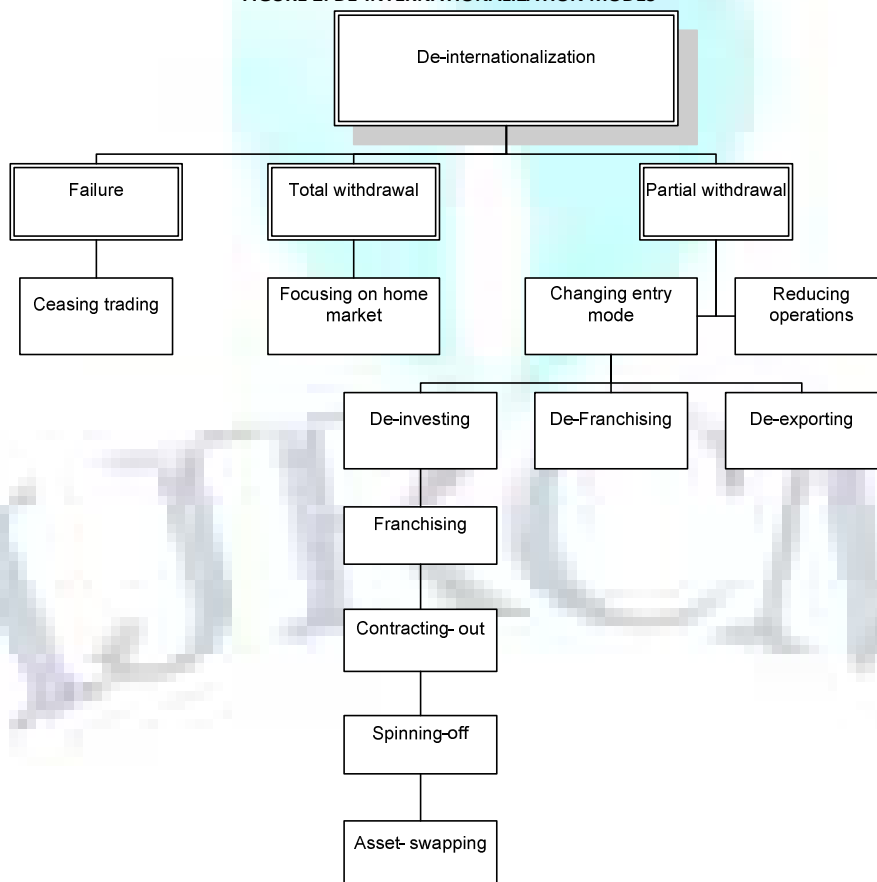 De-internationalization
Failure
Total withdrawal
Partial withdrawal
Ceasing trading
Focusing on home
market
Changing entry
mode
Reducing
operations
De-investing
De-Franchising
De-exporting
Franchising
Contracting- out
Spinning-off
Asset- swapping